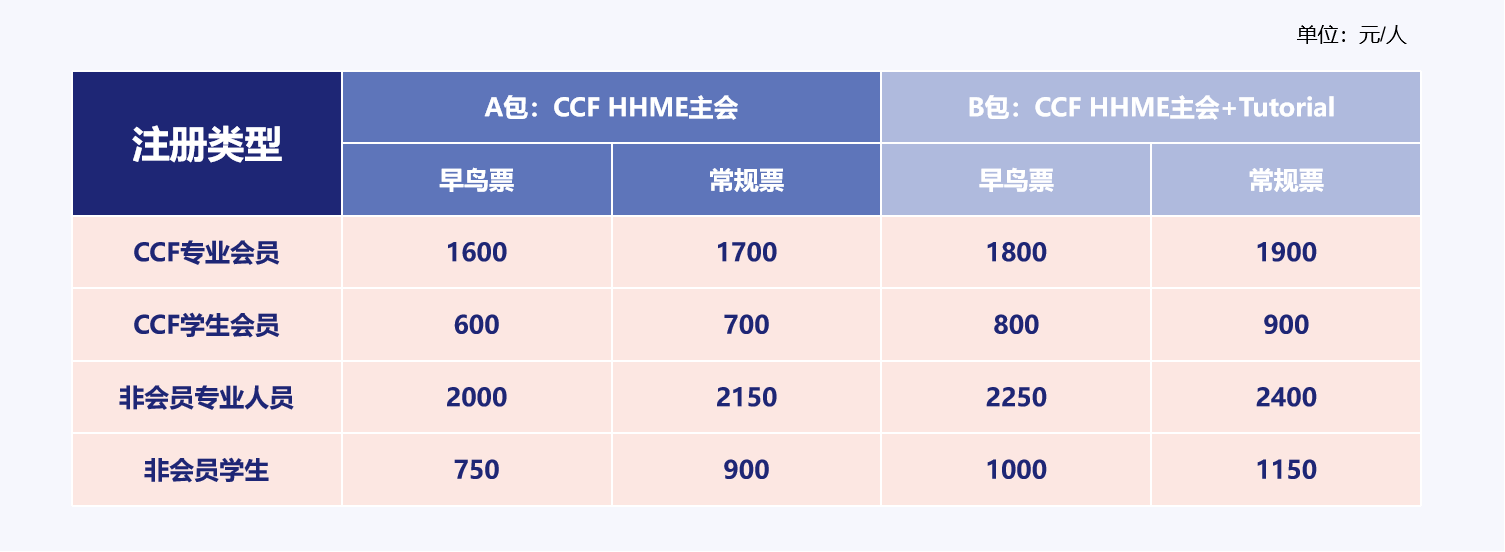 单位：元/人
注册类型
A包：CCF HHME主会
B包：CCF HHME主会+Tutorial
早鸟票 常规票 早鸟票 常规票
CCF专业会员 1600 1700 1800 1900
CCF学生会员 600 700 800 900
非会员专业人员 2000 2150 2250 2400
非会员学生 750 900 1000 1150